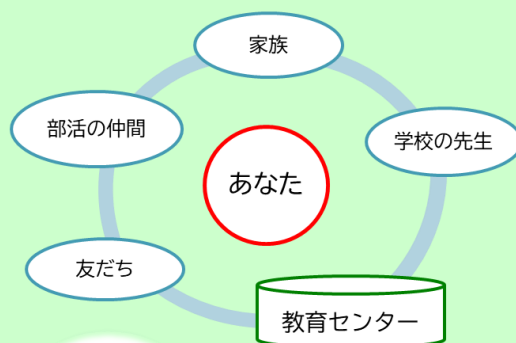 家族
部活の仲間
学校の先生
あなた
友だち
教育センター